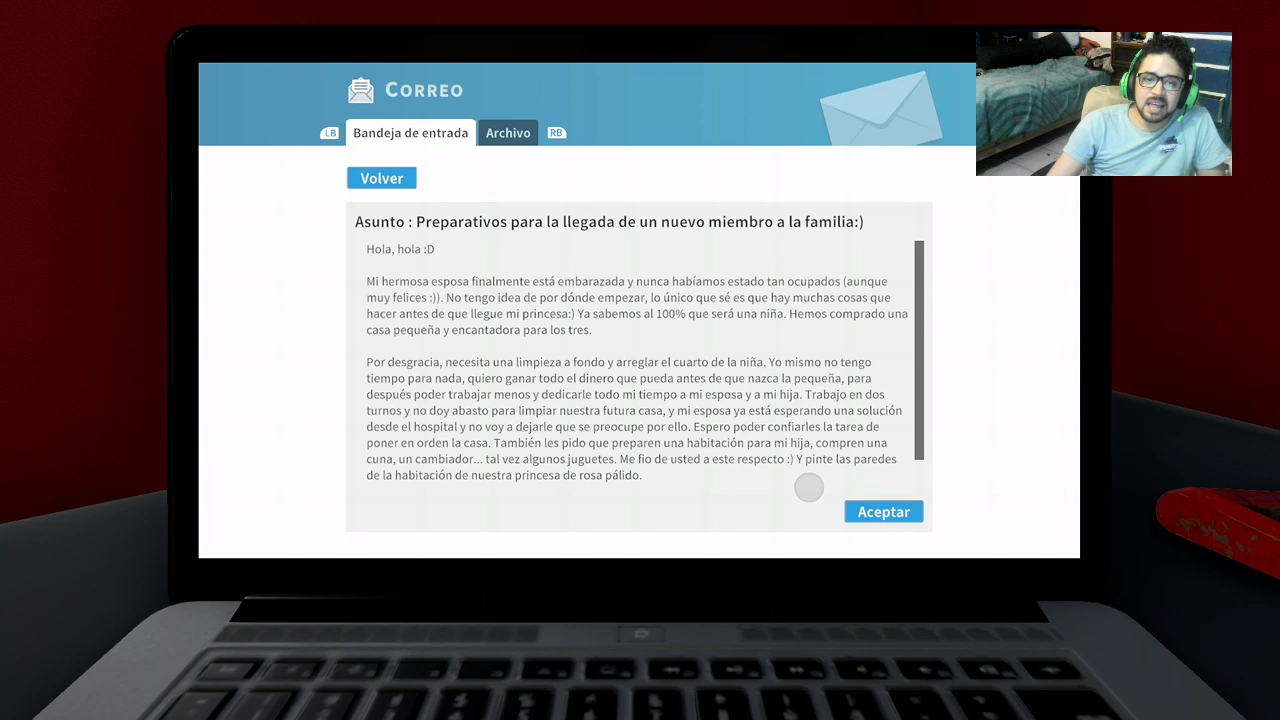 CORREO
LB Bandeja de entrada Archivo RB
Volver
Asunto : Preparativos para la llegada de un nuevo miembro a la familia:)
Hola, hola :D
Mi hermosa esposa finalmente está embarazada y nunca habíamos estado tan ocupados (aunque
muy felices :)). No tengo idea de por dónde empezar, lo único que sé es que hay muchas cosas que
hacer antes de que llegue mi princesa:) Ya sabemos al 100% que será una niña. Hemos comprado una
casa pequeña y encantadora para los tres.
Por desgracia, necesita una limpieza a fondo y arreglar el cuarto de la niña. Yo mismo no tengo
tiempo para nada, quiero ganar todo el dinero que pueda antes de que nazca la pequeña, para
después poder trabajar menos y dedicarle todo mi tiempo a mi esposa y a mi hija. Trabajo en dos
turnos y no doy abasto para limpiar nuestra futura casa, y mi esposa ya está esperando una solución
desde el hospital y no voy a dejarle que se preocupe por ello. Espero poder confiarles la tarea de
poner en orden la casa. También les pido que preparen una habitación para mi hija, compren una
cuna, un cambiador... tal vez algunos juguetes. Me fio de usted a este respecto :) Y pinte las paredes
de la habitación de nuestra princesa de rosa pálido.
Aceptar